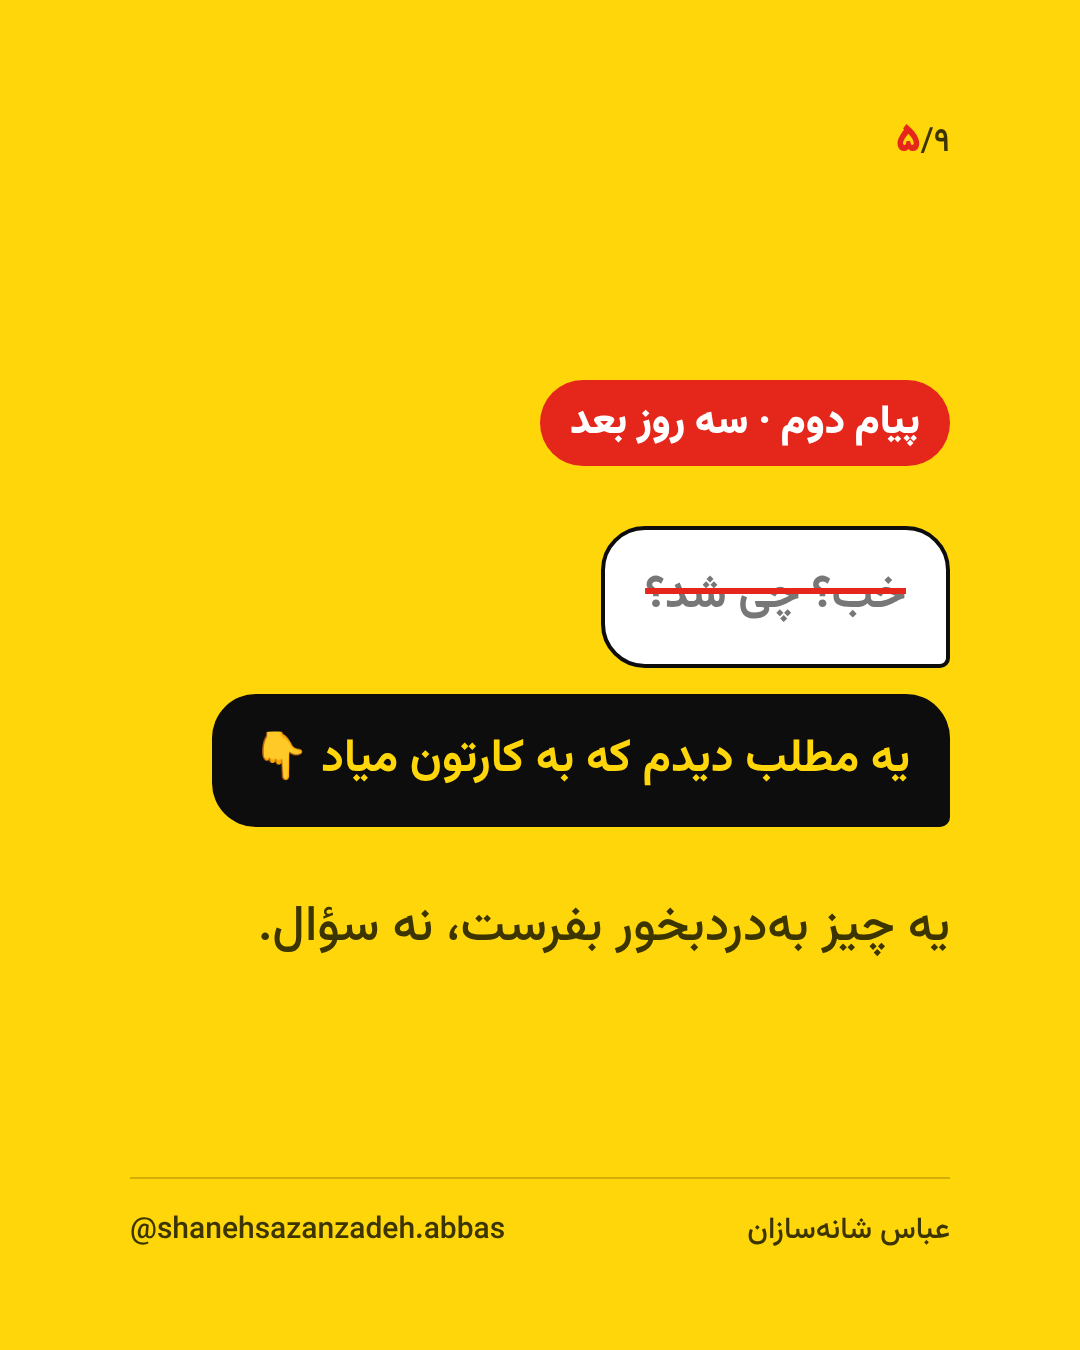 ۵/۹
پیام دوم · سه روز بعد
خب؟ چی شد؟
یه مطلب دیدم که به کارتون میاد 👇
یه چیز به‌دردبخور بفرست، نه سؤال.
عباس شانه‌سازان
@shanehsazanzadeh.abbas